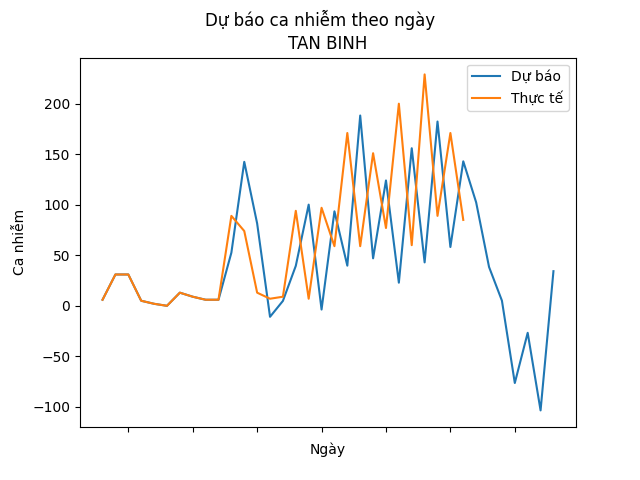 Dự báo ca nhiễm theo ngày
TAN BINH
Dự báo
Thực tế
200
150
100
50
0
−50
−100
Ca nhiễm
Ngày